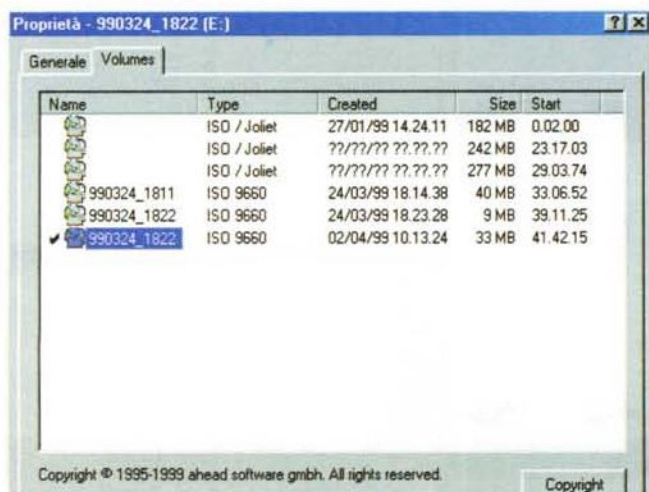 Proprietà - 990324_1822 (E:)
Generale Volumes
Name Type Created Size Start
ISO / Joliet 27/01/99 14.24.11 182 MB 0.02.00
ISO / Joliet ??/??/?? ??.??.?? 242 MB 23.17.03
ISO / Joliet ??/??/?? ??.??.?? 277 MB 29.03.74
990324_1811 ISO 9660 24/03/99 18.14.38 40 MB 33.06.52
990324_1822 ISO 9660 24/03/99 18.23.28 9 MB 39.11.25
990324_1822 ISO 9660 02/04/99 10.13.24 33 MB 41.42.15
Copyright © 1995-1999 ahead software gmbh. All rights reserved.
Copyright